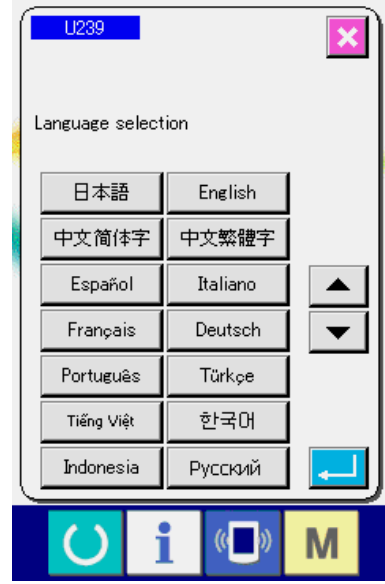 U239
Language selection
日本語 English
中文简体字 中文繁體字
Español Italiano
Français Deutsch
Português Türkçe
Tiếng Việt 한국어
Indonesia Русский
i M